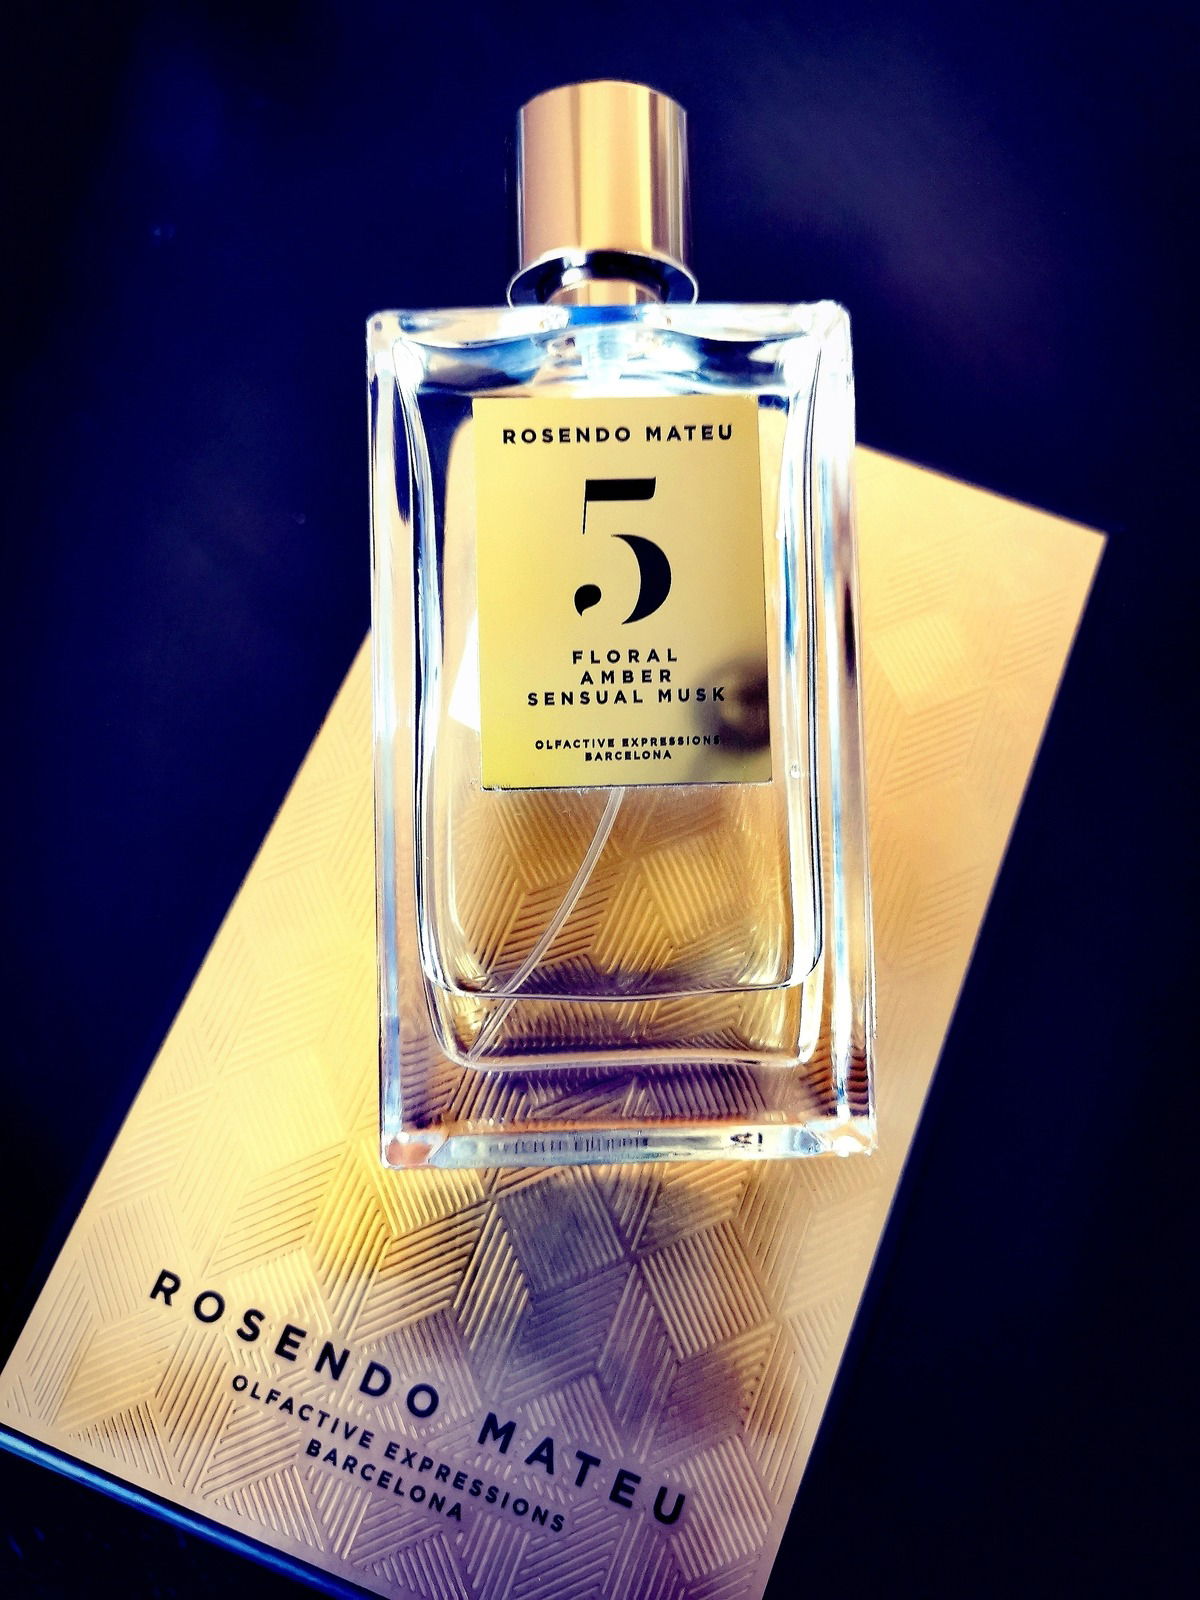 ROSENDO MATEU
5
FLORAL
AMBER
SENSUAL MUSK
OLFACTIVE EXPRESSIONS
BARCELONA
ROSENDO MATEU
OLFACTIVE EXPRESSIONS
BARCELONA